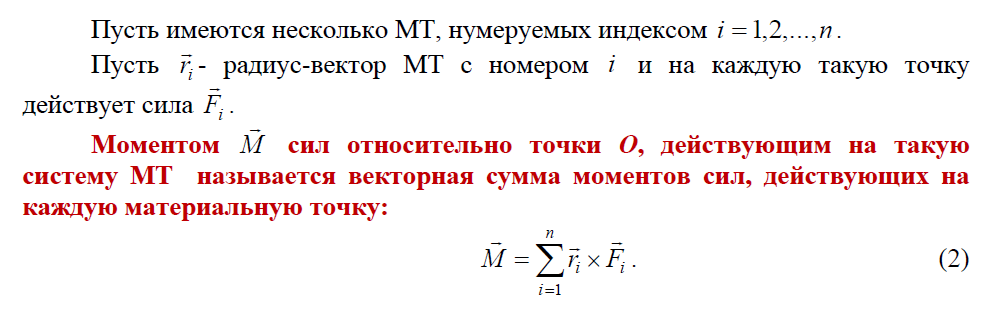 Пусть имеются несколько МТ, нумеруемых индексом i = 1,2,...,n.
Пусть r⃗ᵢ - радиус-вектор МТ с номером i и на каждую такую точку
действует сила F⃗ᵢ.
Моментом M⃗ сил относительно точки O, действующим на такую
систему МТ называется векторная сумма моментов сил, действующих на
каждую материальную точку:
M⃗ = ∑ᵢ₌₁ⁿ r⃗ᵢ × F⃗ᵢ. (2)